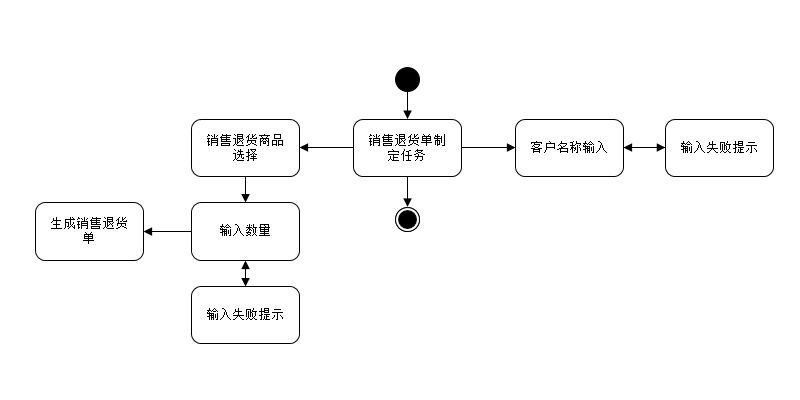 销售退货商品
选择
销售退货单制
定任务
客户名称输入
输入失败提示
生成销售退货
单
输入数量
输入失败提示